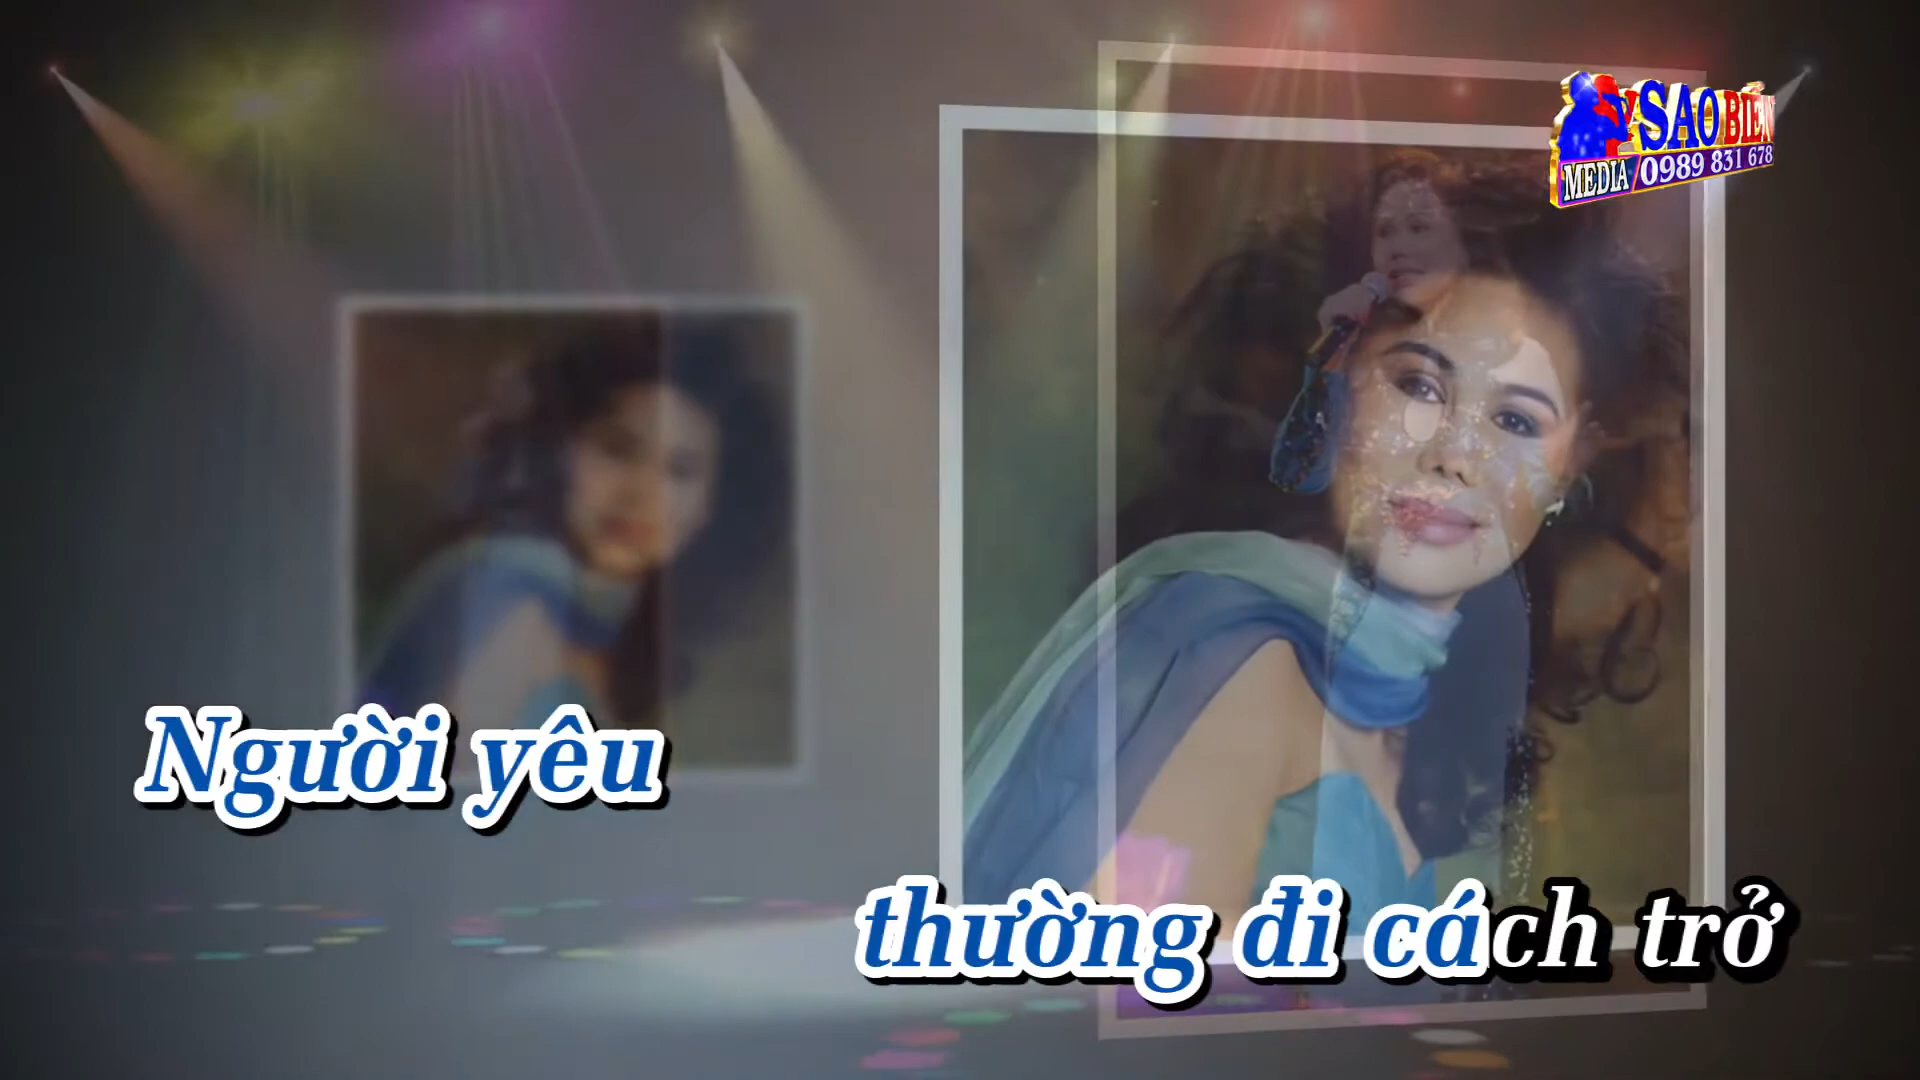 SAO BIỂN
MEDIA 0989 831 678
Người yêu
thường đi cách trở